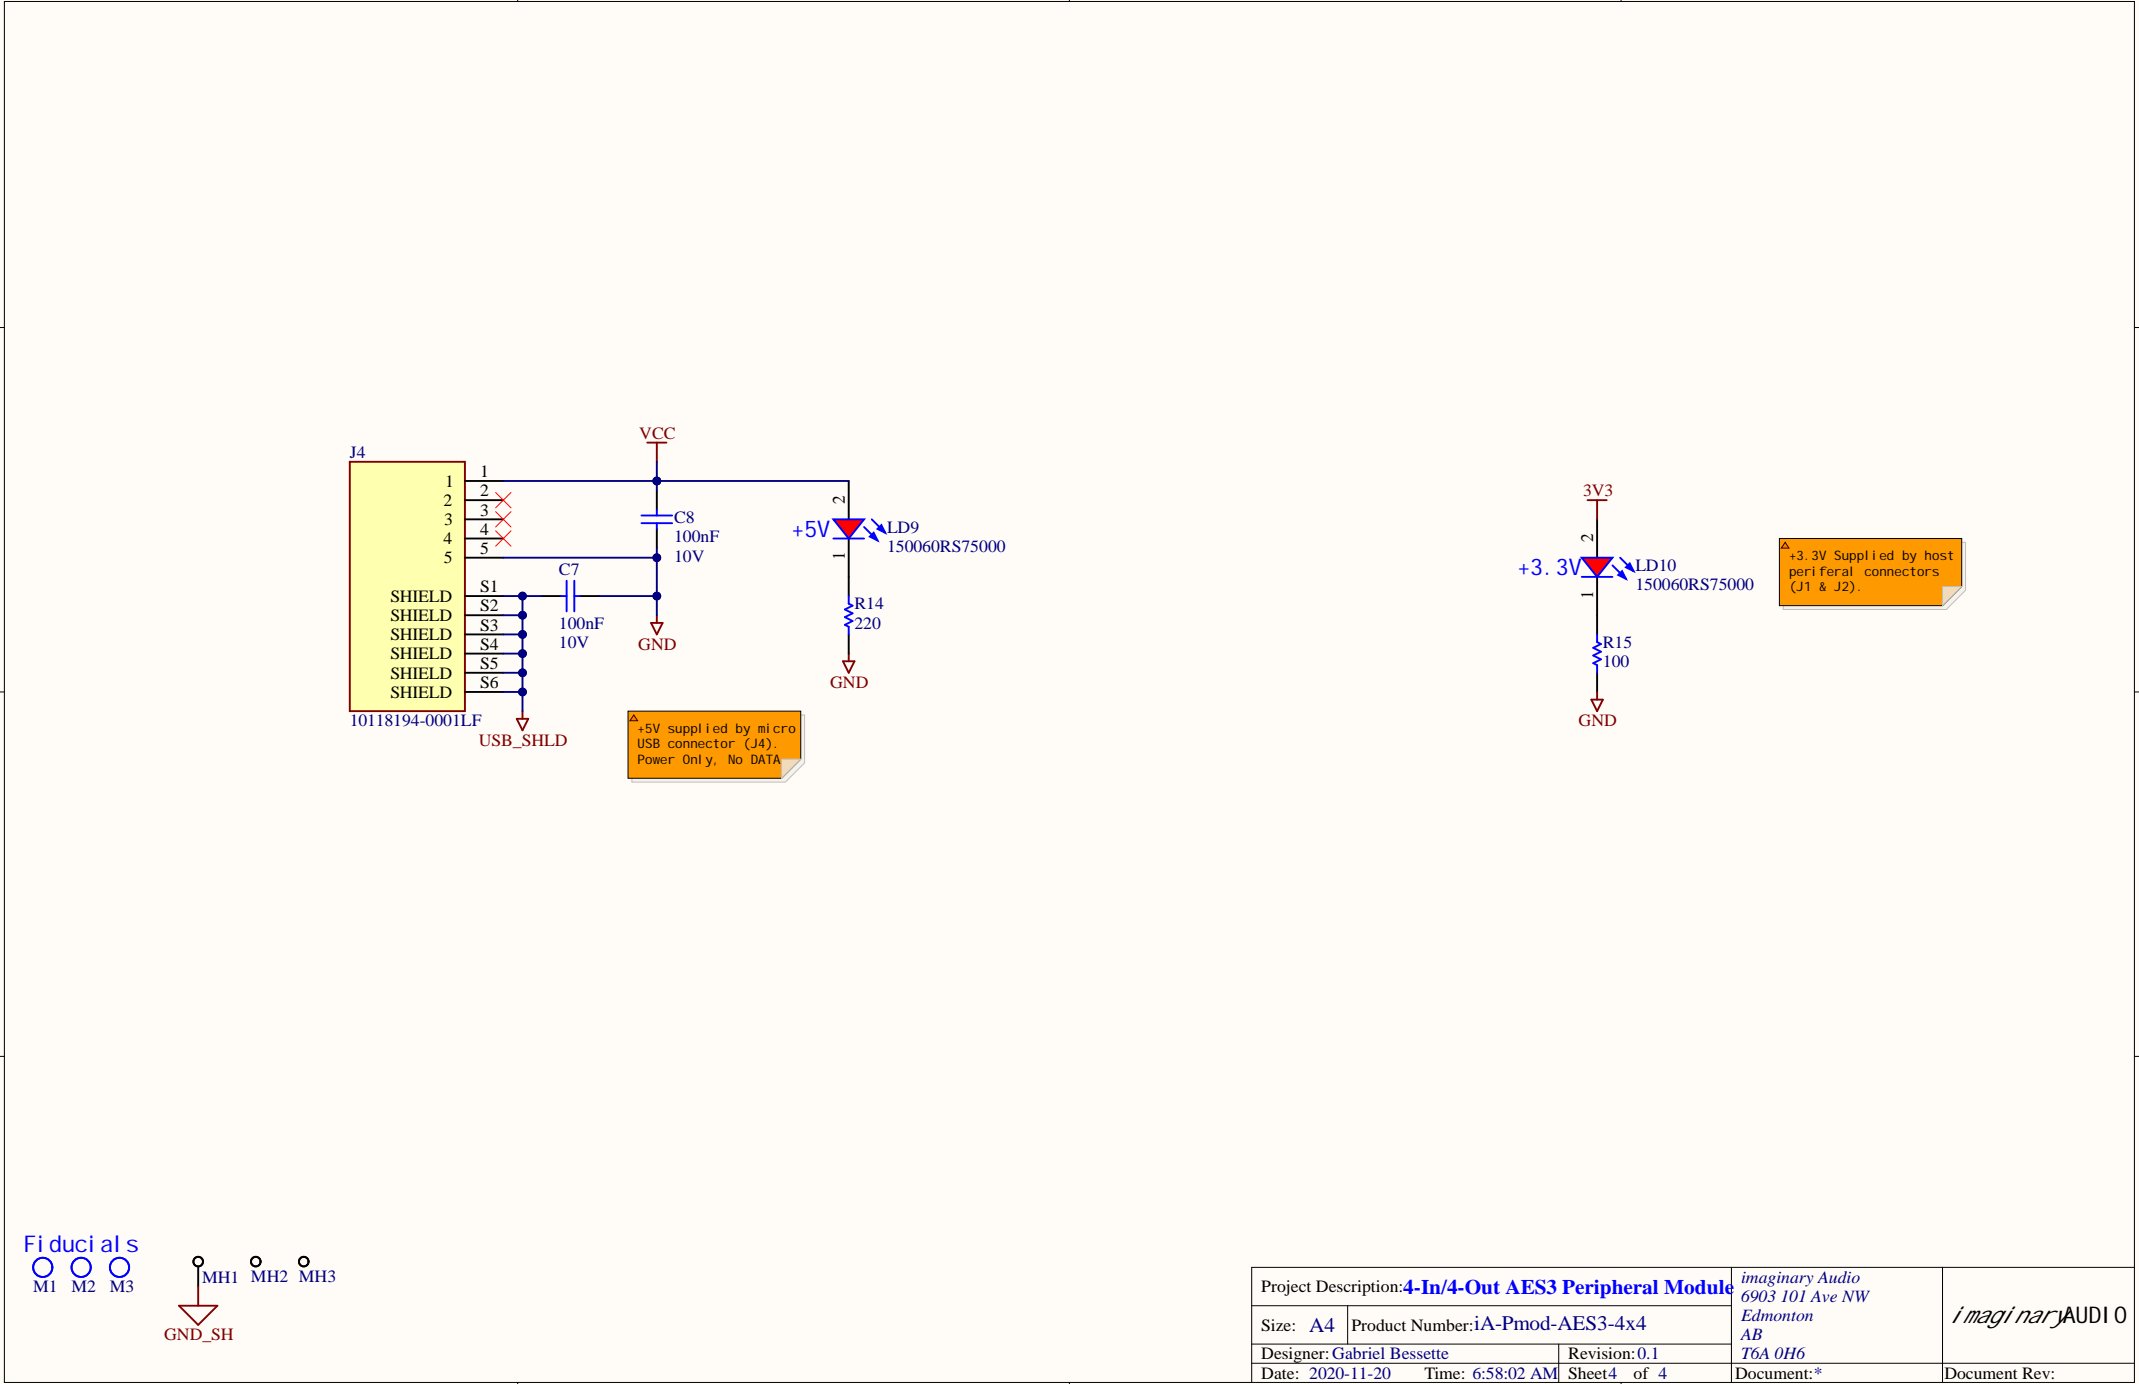 VCC
J4
1 1
2 2
3 3
4 4
5 5
SHIELD S1
SHIELD S2
SHIELD S3
SHIELD S4
SHIELD S5
SHIELD S6
10118194-0001LF
USB_SHLD
C7
100nF
10V
C8
100nF
10V
GND
+5V
2
1
LD9
150060RS75000
R14
220
GND
+5V supplied by micro
USB connector (J4).
Power Only, No DATA
3V3
+3.3V
2
1
LD10
150060RS75000
R15
100
GND
+3.3V Supplied by host
periferal connectors
(J1 & J2).
Fiducials
M1 M2 M3
MH1 MH2 MH3
GND_SH
Project Description: 4-In/4-Out AES3 Peripheral Module
Size: A4 Product Number: iA-Pmod-AES3-4x4
Designer: Gabriel Bessette Revision: 0.1
Date: 2020-11-20 Time: 6:58:02 AM Sheet 4 of 4
imaginary Audio
6903 101 Ave NW
Edmonton
AB
T6A 0H6
Document: *
imaginaryAUDIO
Document Rev: